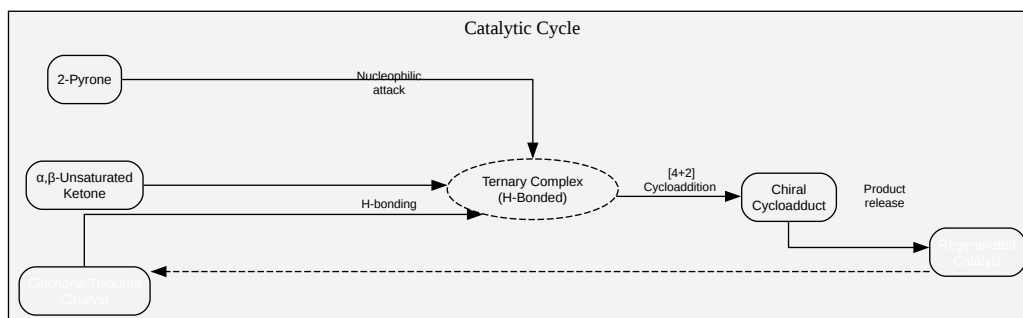 Catalytic Cycle
2-Pyrone
Nucleophilic
attack
α,β-Unsaturated
Ketone
H-bonding
Ternary Complex
(H-Bonded)
[4+2]
Cycloaddition
Chiral
Cycloadduct
Product
release
Regenerated
Catalyst
Cinchona-Thiourea
Catalyst